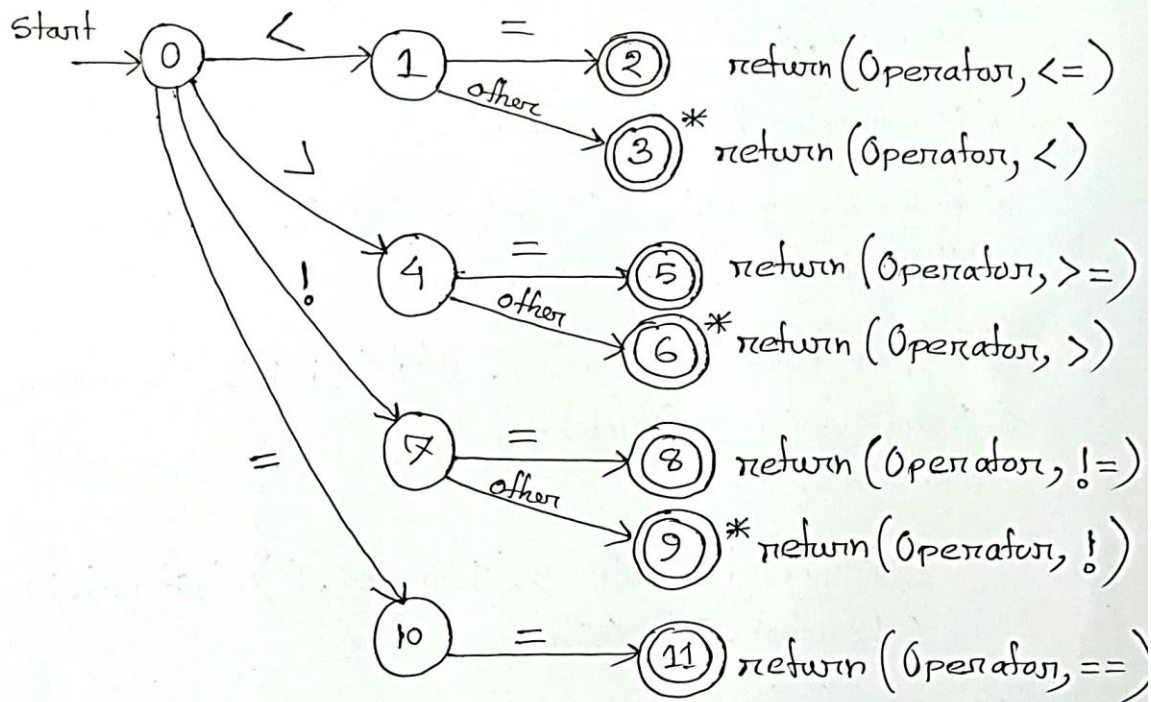 Start 0 < 1 = 2 return (Operator, <=)
other 3 * return (Operator, <)
>
4 = 5 return (Operator, >=)
other 6 * return (Operator, >)
!
7 = 8 return (Operator, !=)
other 9 * return (Operator, !)
=
10 = 11 return (Operator, ==